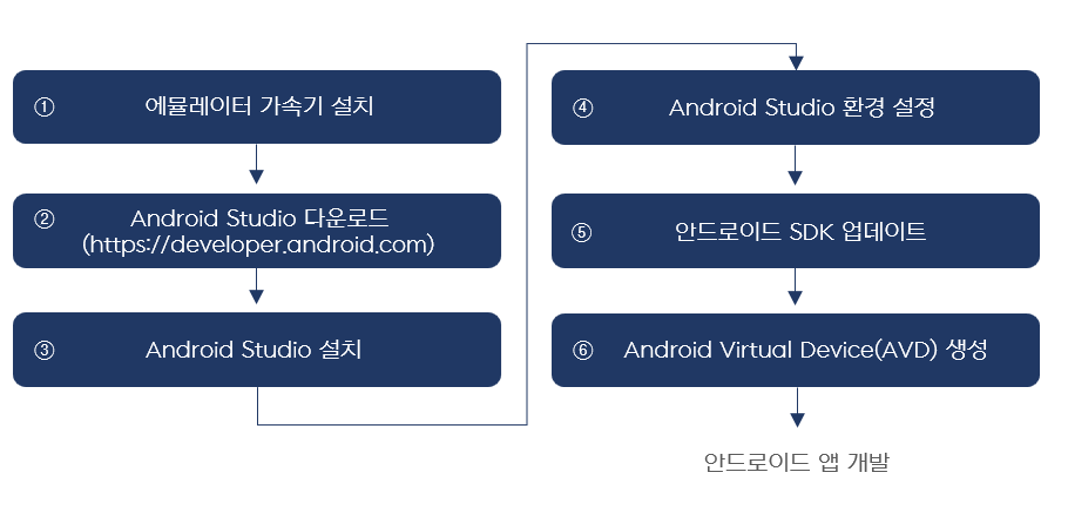 ① 에뮬레이터 가속기 설치
② Android Studio 다운로드
(https://developer.android.com)
③ Android Studio 설치
④ Android Studio 환경 설정
⑤ 안드로이드 SDK 업데이트
⑥ Android Virtual Device(AVD) 생성
안드로이드 앱 개발